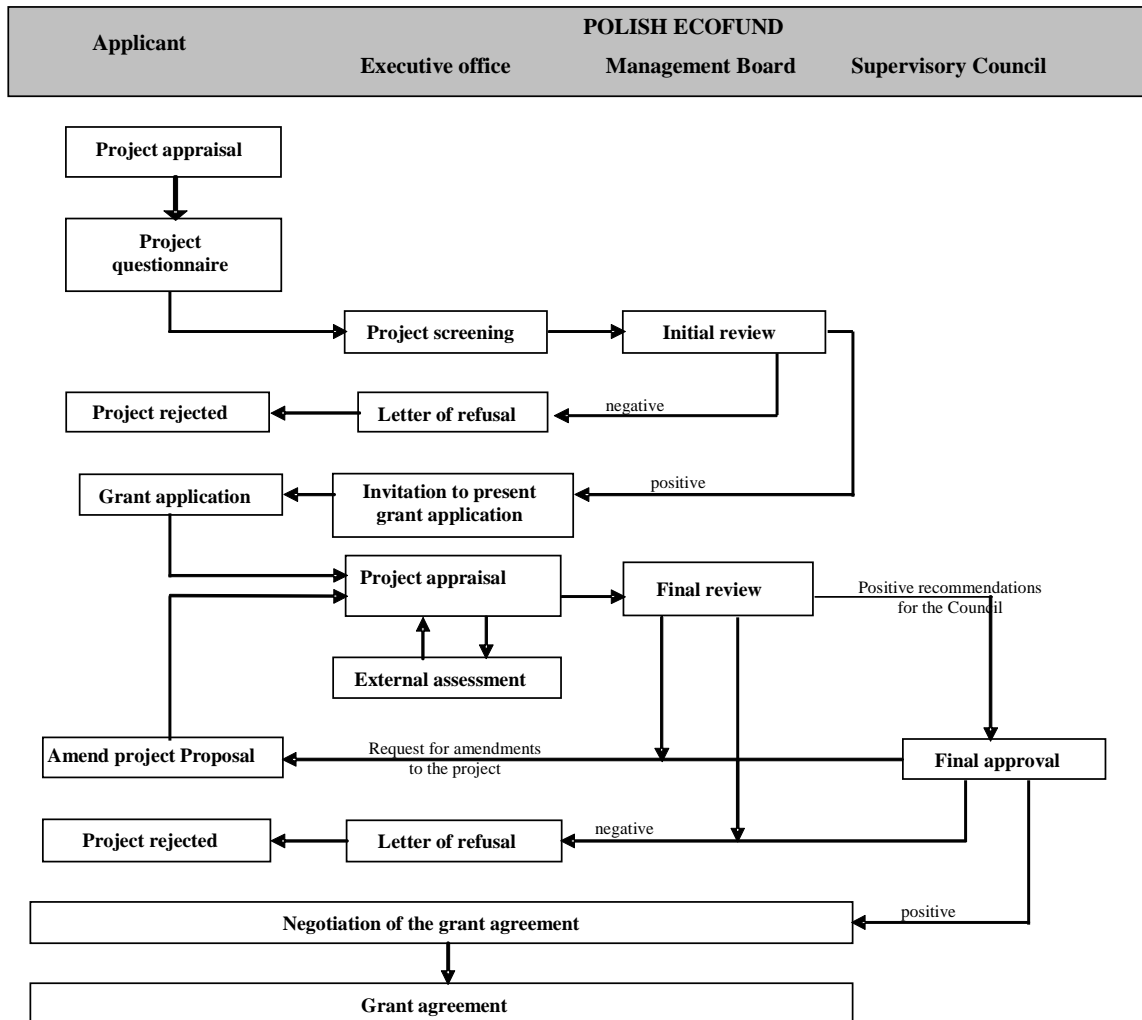 POLISH ECOFUND
Applicant
Executive office
Management Board
Supervisory Council
Project appraisal
Project
questionnaire
Project screening
Initial review
Project rejected
Letter of refusal
negative
Grant application
Invitation to present
grant application
positive
Project appraisal
Final review
Positive recommendations
for the Council
External assessment
Amend project Proposal
Request for amendments
to the project
Final approval
Project rejected
Letter of refusal
negative
Negotiation of the grant agreement
positive
Grant agreement